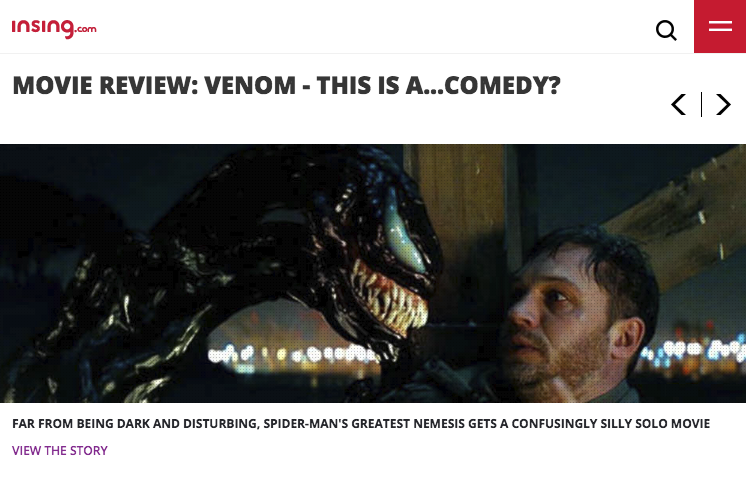 insing.com
MOVIE REVIEW: VENOM - THIS IS A...COMEDY?
FAR FROM BEING DARK AND DISTURBING, SPIDER-MAN'S GREATEST NEMESIS GETS A CONFUSINGLY SILLY SOLO MOVIE
VIEW THE STORY